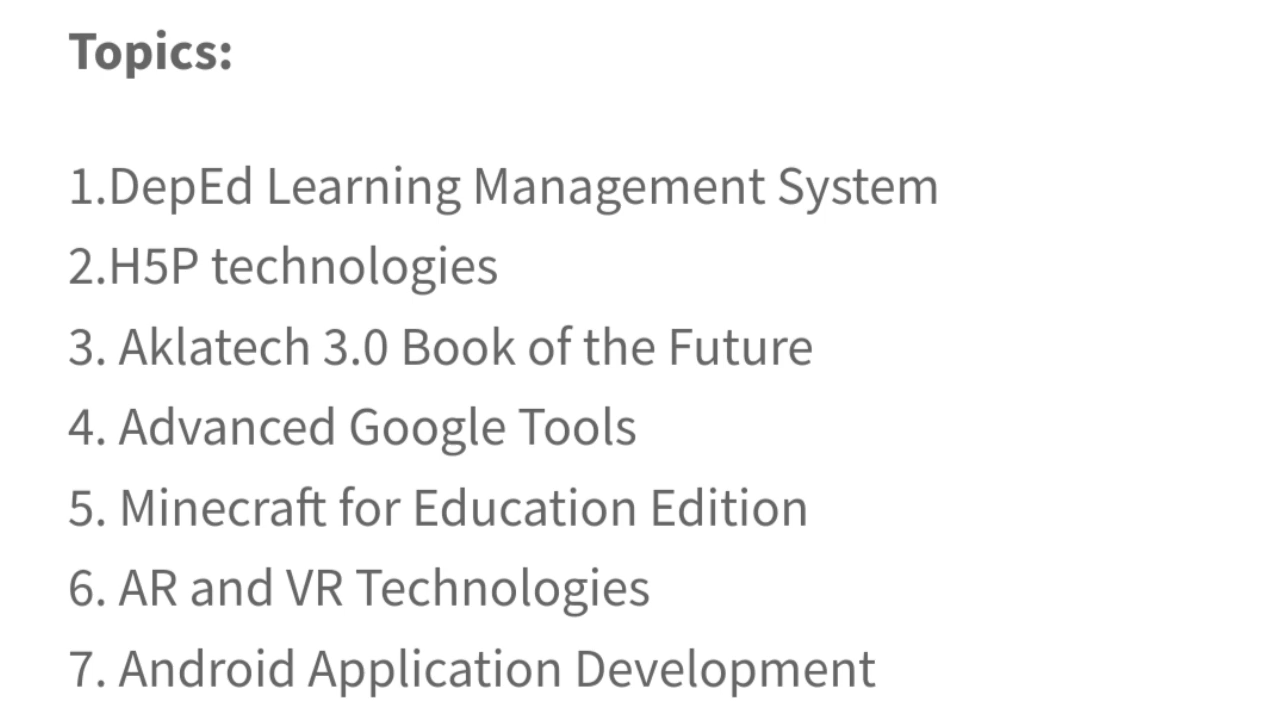 Topics:
1.DepEd Learning Management System
2.H5P technologies
3. Aklatech 3.0 Book of the Future
4. Advanced Google Tools
5. Minecraft for Education Edition
6. AR and VR Technologies
7. Android Application Development